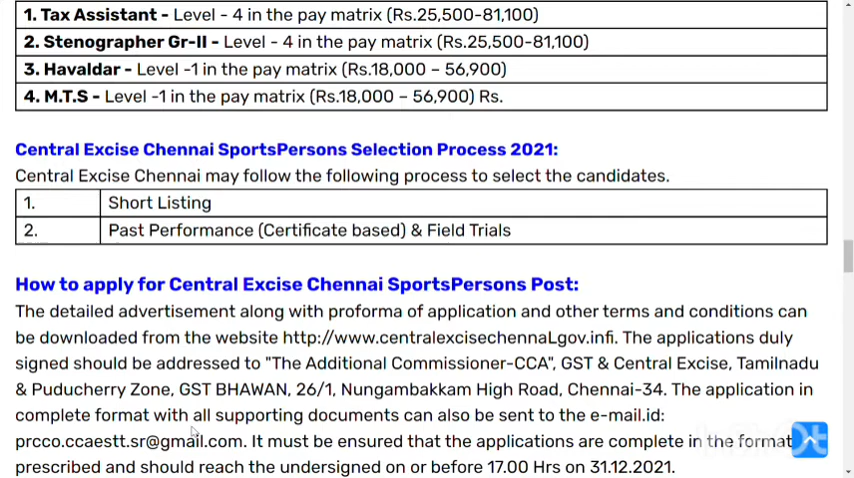 1. Tax Assistant - Level - 4 in the pay matrix (Rs.25,500-81,100)
2. Stenographer Gr-II - Level - 4 in the pay matrix (Rs.25,500-81,100)
3. Havaldar - Level -1 in the pay matrix (Rs.18,000 – 56,900)
4. M.T.S - Level -1 in the pay matrix (Rs.18,000 – 56,900) Rs.
Central Excise Chennai SportsPersons Selection Process 2021:
Central Excise Chennai may follow the following process to select the candidates.
1. Short Listing
2. Past Performance (Certificate based) & Field Trials
How to apply for Central Excise Chennai SportsPersons Post:
The detailed advertisement along with proforma of application and other terms and conditions can
be downloaded from the website http://www.centralexcisechennaLgov.infi. The applications duly
signed should be addressed to "The Additional Commissioner-CCA", GST & Central Excise, Tamilnadu
& Puducherry Zone, GST BHAWAN, 26/1, Nungambakkam High Road, Chennai-34. The application in
complete format with all supporting documents can also be sent to the e-mail.id:
prcco.ccaestt.sr@gmail.com. It must be ensured that the applications are complete in the format
prescribed and should reach the undersigned on or before 17.00 Hrs on 31.12.2021.